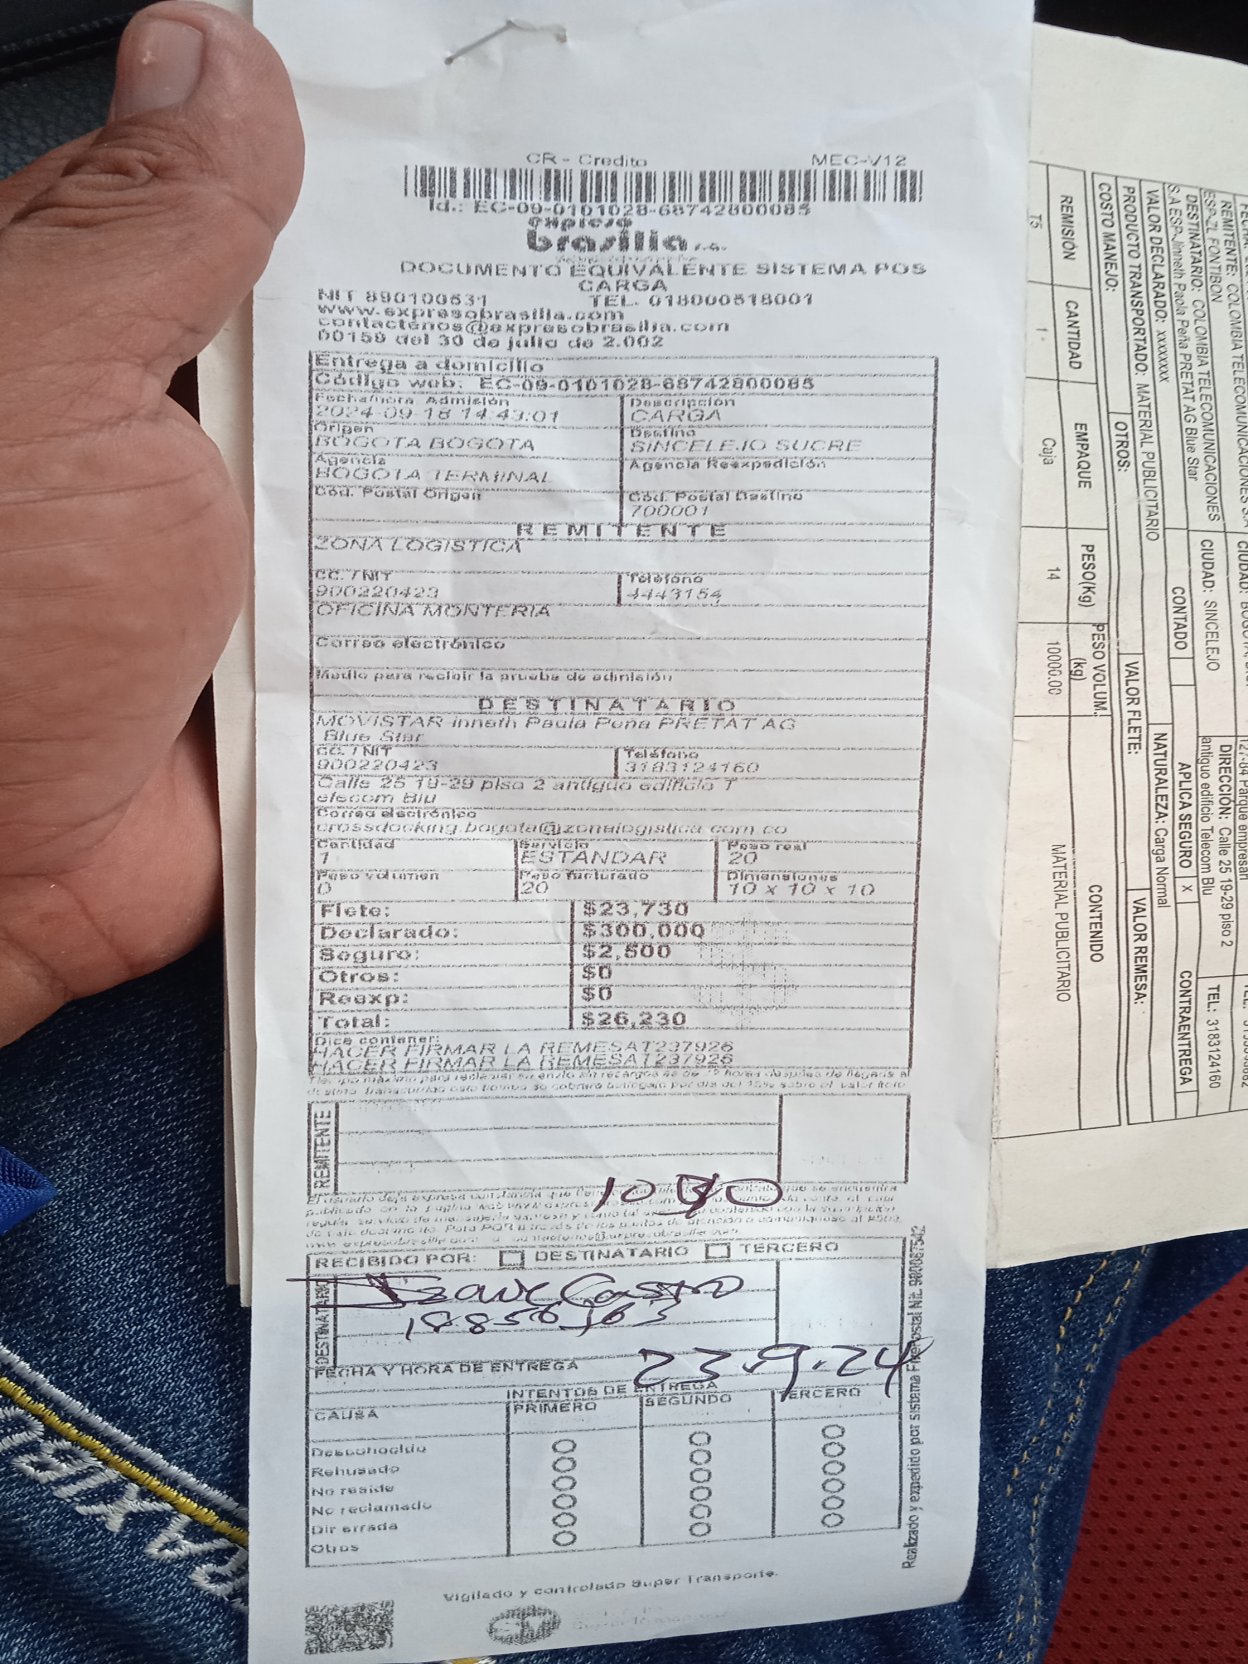 CR - Credito MEC-V12
Id.: EC-09-0101028-68742800085
expreso
brasilia s.a.
DOCUMENTO EQUIVALENTE SISTEMA POS
CARGA
NIT 890100531 TEL. 018000518001
www.expresobrasilia.com
contactenos@expresobrasilia.com
00159 del 30 de julio de 2.002
Entrega a domicilio
Código web: EC-09-0101028-68742800085
Fecha/hora Admisión Descripción
2024-09-18 14:43:01 CARGA
Origen Destino
BOGOTA BOGOTA SINCELEJO SUCRE
Agencia Agencia Reexpedición
BOGOTA TERMINAL
Cód. Postal Origen Cód. Postal Destino
700001
REMITENTE
ZONA LOGISTICA
CC. / NIT Teléfono
900220423 4443154
OFICINA MONTERIA
Correo electrónico
Medio para recibir la prueba de admisión
DESTINATARIO
MOVISTAR inneth Paula Pena PRETAT AG
Blue Star
CC. / NIT Teléfono
900220423 3183124160
Calle 25 19-29 piso 2 antiguo edificio T
elecom Blu
Correo electrónico
crossdocking.bogota@zonalogistica.com.co
Cantidad Servicio Peso real
1 ESTANDAR 20
Peso volumen Peso facturado Dimensiones
0 20 10 x 10 x 10
Flete: $23,730
Declarado: $300,000
Seguro: $2,500
Otros: $0
Reexp: $0
Total: $26,230
Dice contener:
HACER FIRMAR LA REMESAT237926
HACER FIRMAR LA REMESAT237926
REMITENTE
RECIBIDO POR: DESTINATARIO TERCERO
DESTINATARIO
Castro
FECHA Y HORA DE ENTREGA 23.9.24
INTENTOS DE ENTREGA
CAUSA PRIMERO SEGUNDO TERCERO
Desconocido
Rehusado
No reside
No reclamado
Dir errada
Otros
Vigilado y controlado Super Transporte.
REMITENTE: COLOMBIA TELECOMUNICACIONES S.A
ESP-ZL FONTIBON
DESTINATARIO: COLOMBIA TELECOMUNICACIONES CIUDAD: SINCELEJO DIRECCIÓN: Calle 25 19-29 piso 2 TEL.: 3183124160
S.A ESP-Jinneth Paola Peña PRETAT AG Blue Star antiguo edificio Telecom Blu
VALOR DECLARADO: xxxxxxx CONTADO APLICA SEGURO X CONTRAENTREGA
PRODUCTO TRANSPORTADO: MATERIAL PUBLICITARIO NATURALEZA: Carga Normal
COSTO MANEJO: OTROS: VALOR FLETE: VALOR REMESA:
REMISIÓN CANTIDAD EMPAQUE PESO(Kg) PESO VOLUM. (kg) CONTENIDO
T5 1 Caja 14 10000.00 MATERIAL PUBLICITARIO